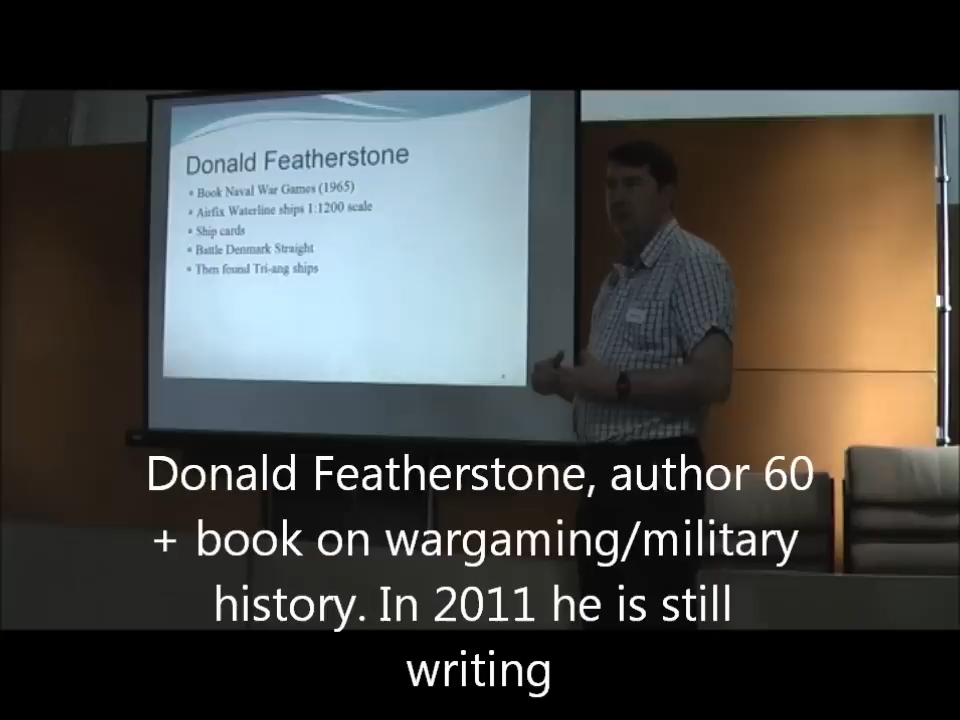 Donald Featherstone
• Book Naval War Games (1965)
• Airfix Waterline ships 1:1200 scale
• Ship cards
• Battle Denmark Straight
• Then found Tri-ang ships
Donald Featherstone, author 60
+ book on wargaming/military
history. In 2011 he is still
writing